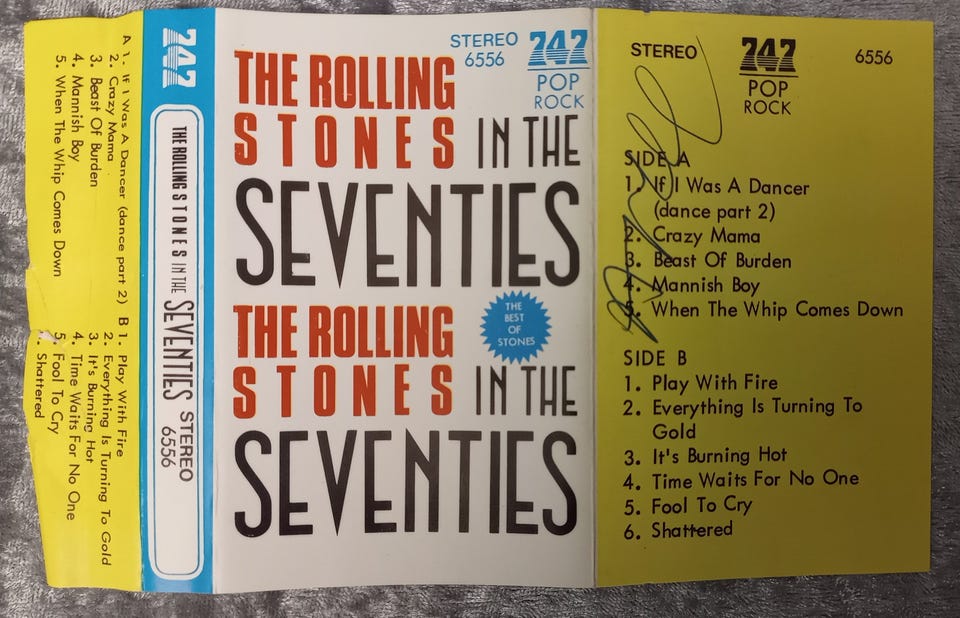 A 1. If I Was A Dancer (dance part 2)
2. Crazy Mama
3. Beast Of Burden
4. Mannish Boy
5. When The Whip Comes Down
B 1. Play With Fire
2. Everything Is Turning To Gold
3. It's Burning Hot
4. Time Waits For No One
5. Fool To Cry
Shattered
747
THE ROLLING STONES IN THE SEVENTIES STEREO
6556
STEREO 747
6556 POP
ROCK
THE ROLLING
STONES IN THE
SEVENTIES
THE
BEST
OF
STONES
THE ROLLING
STONES IN THE
SEVENTIES
STEREO 747 6556
POP
ROCK
SIDE A
1. If I Was A Dancer
(dance part 2)
2. Crazy Mama
3. Beast Of Burden
4. Mannish Boy
5. When The Whip Comes Down
SIDE B
1. Play With Fire
2. Everything Is Turning To
Gold
3. It's Burning Hot
4. Time Waits For No One
5. Fool To Cry
6. Shattered